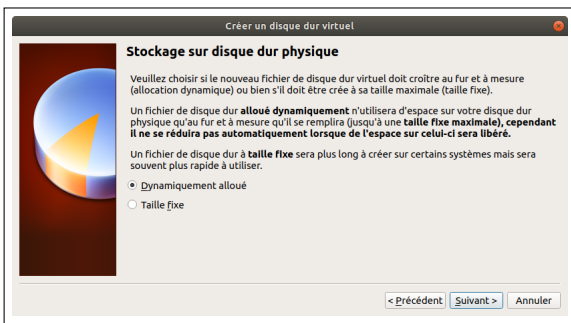 Créer un disque dur virtuel
Stockage sur disque dur physique
Veuillez choisir si le nouveau fichier de disque dur virtuel doit croître au fur et à mesure
(allocation dynamique) ou bien s'il doit être crée à sa taille maximale (taille fixe).
Un fichier de disque dur alloué dynamiquement n'utilisera d'espace sur votre disque dur
physique qu'au fur et à mesure qu'il se remplira (jusqu'à une taille fixe maximale), cependant
il ne se réduira pas automatiquement lorsque de l'espace sur celui-ci sera libéré.
Un fichier de disque dur à taille fixe sera plus long à créer sur certains systèmes mais sera
souvent plus rapide à utiliser.
Dynamiquement alloué
Taille fixe
< Précédent Suivant > Annuler